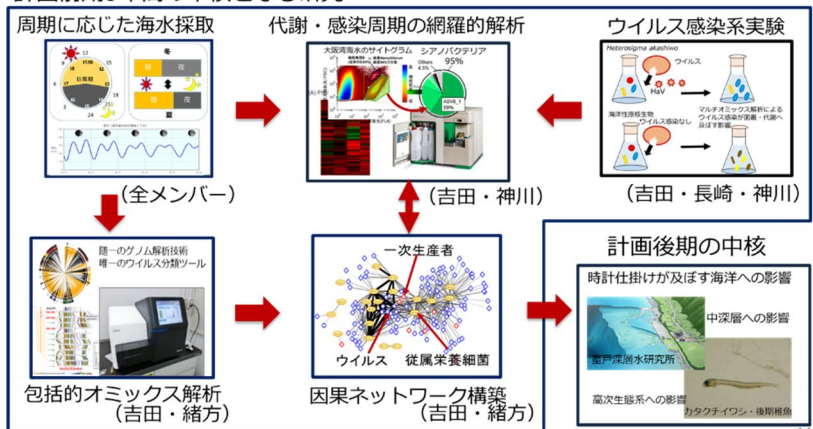 周期に応じた海水採取
代謝・感染周期の網羅的解析
ウイルス感染系実験
冬
日周期
昼
夜
夏
大阪湾海水のサイトグラム
シアノバクテリア
Others
4.5%
95%
ASV8_1
59%
Heterosigma akashiwo
ウイルス
HaV
海洋性原核生物
ウイルス感染なし
マルチオミックス解析による
ウイルス感染が菌叢・代謝へ
及ぼす影響
（全メンバー）
（吉田・神川）
（吉田・長崎・神川）
随一のゲノム解析技術
唯一のウイルス分類ツール
包括的オミックス解析
（吉田・緒方）
一次生産者
ウイルス
従属栄養細菌
因果ネットワーク構築
（吉田・緒方）
計画後期の中核
時計仕掛けが及ぼす海洋への影響
中深層への影響
室戸深層水研究所
高次生態系への影響
カタクチイワシ・後期稚魚